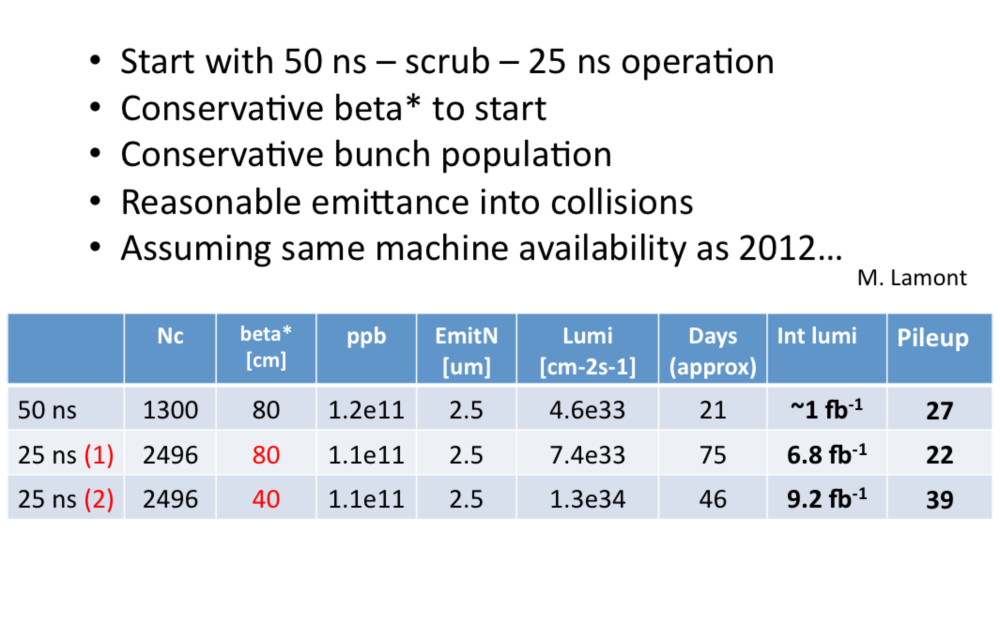 • Start with 50 ns – scrub – 25 ns operation
• Conservative beta* to start
• Conservative bunch population
• Reasonable emittance into collisions
• Assuming same machine availability as 2012…
M. Lamont
Nc beta* [cm] ppb EmitN [um] Lumi [cm-2s-1] Days (approx) Int lumi Pileup
50 ns 1300 80 1.2e11 2.5 4.6e33 21 ~1 fb-1 27
25 ns (1) 2496 80 1.1e11 2.5 7.4e33 75 6.8 fb-1 22
25 ns (2) 2496 40 1.1e11 2.5 1.3e34 46 9.2 fb-1 39